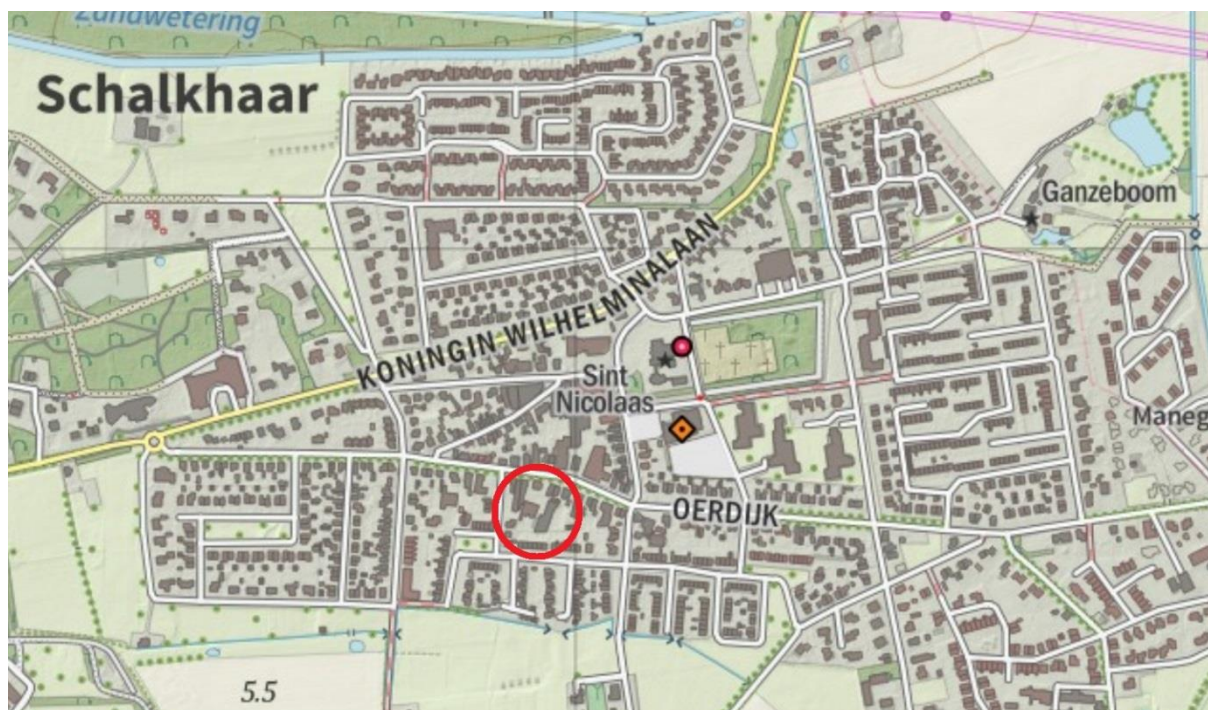 Zandwetering
Schalkhaar
Ganzeboom
KONINGIN WILHELMINALAAN
Sint
Nicolaas
Maneg
OERDIJK
5.5